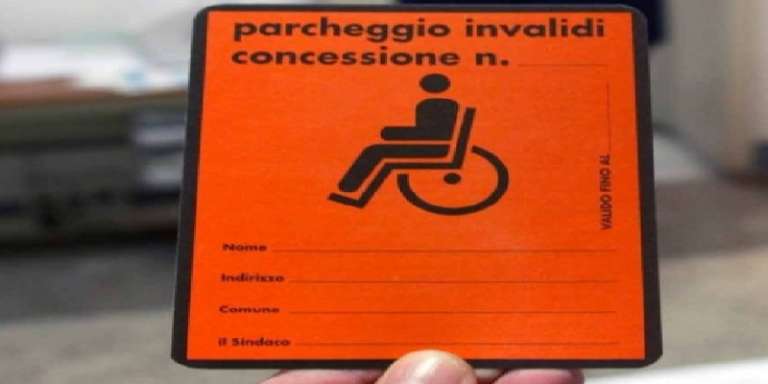 parcheggio invalidi
concessione n.
VALIDO FINO AL
Nome
Indirizzo
Comune
il Sindaco